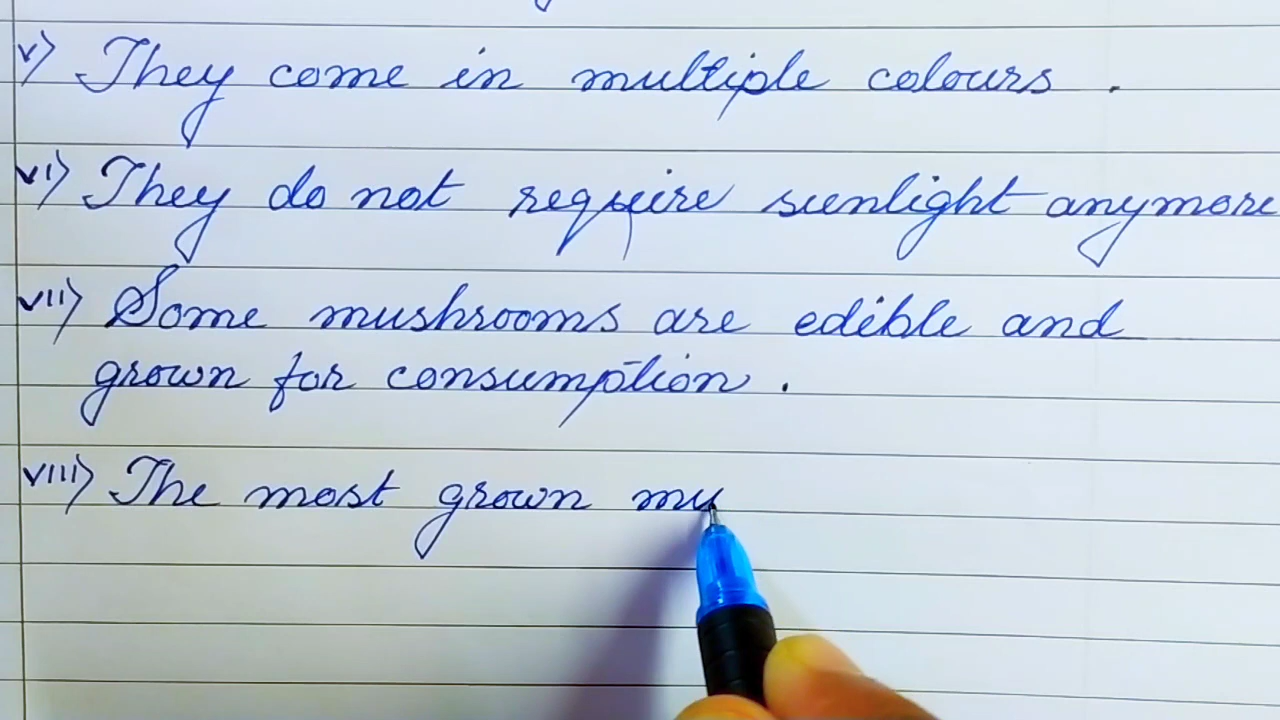 v) They come in multiple colours .
vi) They do not require sunlight anymore
vii) Some mushrooms are edible and
grown for consumption .
viii) The most grown mu